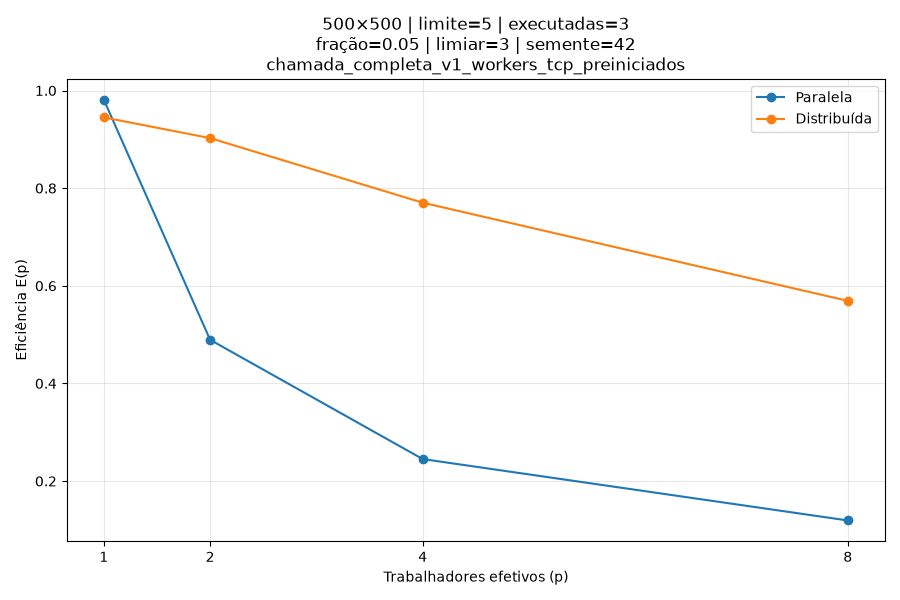 500×500 | limite=5 | executadas=3
fração=0.05 | limiar=3 | semente=42
chamada_completa_v1_workers_tcp_preiniciados
Paralela
Distribuída
1.0
0.8
0.6
0.4
0.2
Eficiência E(p)
1
2
4
8
Trabalhadores efetivos (p)